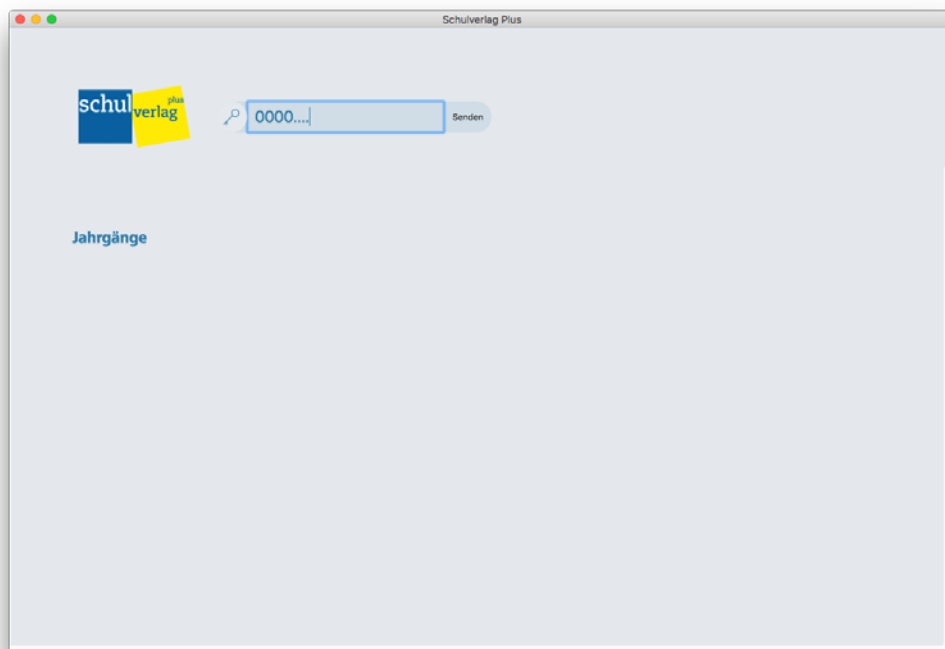 Schulverlag Plus
schul
verlag
plus
0000....
Senden
Jahrgänge